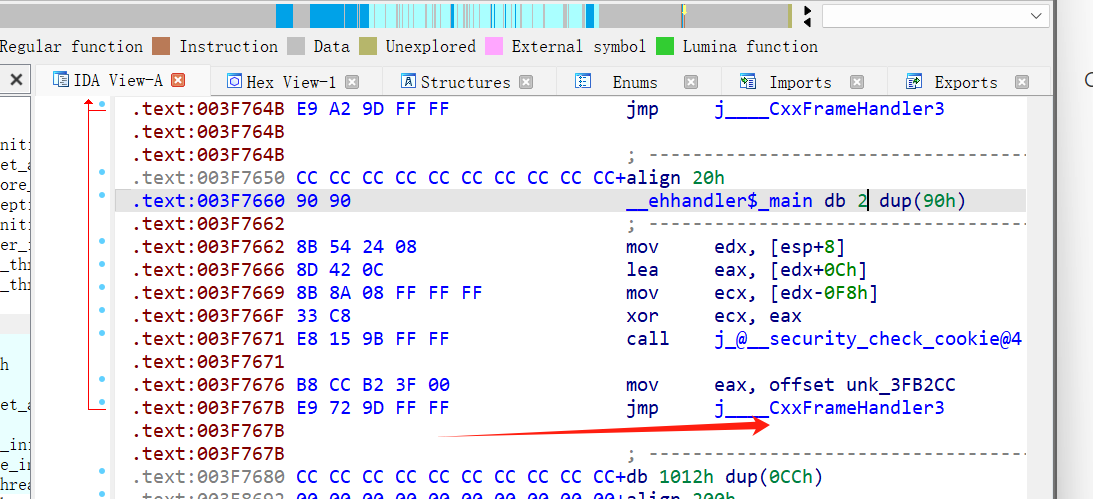 Regular function Instruction Data Unexplored External symbol Lumina function
IDA View-A Hex View-1 Structures Enums Imports Exports
.text:003F764B E9 A2 9D FF FF jmp j____CxxFrameHandler3
.text:003F764B
.text:003F764B ; ------------------------------------
.text:003F7650 CC CC CC CC CC CC CC CC CC CC+align 20h
.text:003F7660 90 90 __ehhandler$_main db 2 dup(90h)
.text:003F7662 ; ------------------------------------
.text:003F7662 8B 54 24 08 mov edx, [esp+8]
.text:003F7666 8D 42 0C lea eax, [edx+0Ch]
.text:003F7669 8B 8A 08 FF FF FF mov ecx, [edx-0F8h]
.text:003F766F 33 C8 xor ecx, eax
.text:003F7671 E8 15 9B FF FF call j_@__security_check_cookie@4
.text:003F7671
.text:003F7676 B8 CC B2 3F 00 mov eax, offset unk_3FB2CC
.text:003F767B E9 72 9D FF FF jmp j____CxxFrameHandler3
.text:003F767B
.text:003F767B ; ------------------------------------
.text:003F7680 CC CC CC CC CC CC CC CC CC CC+db 1012h dup(0CCh)